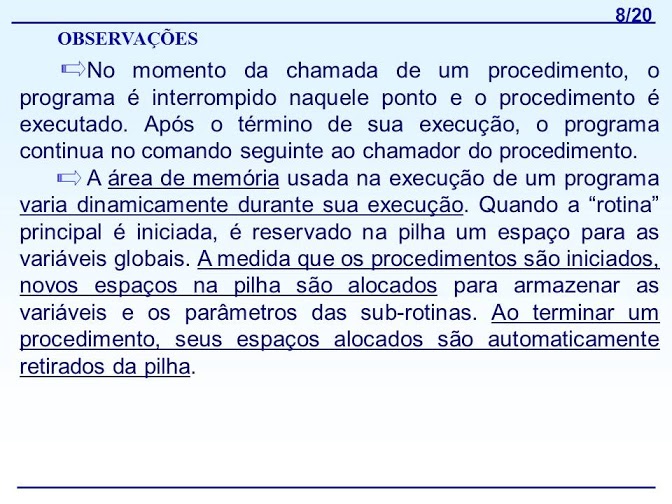 8/20
OBSERVAÇÕES
No momento da chamada de um procedimento, o
programa é interrompido naquele ponto e o procedimento é
executado. Após o término de sua execução, o programa
continua no comando seguinte ao chamador do procedimento.
A área de memória usada na execução de um programa
varia dinamicamente durante sua execução. Quando a “rotina”
principal é iniciada, é reservado na pilha um espaço para as
variáveis globais. A medida que os procedimentos são iniciados,
novos espaços na pilha são alocados para armazenar as
variáveis e os parâmetros das sub-rotinas. Ao terminar um
procedimento, seus espaços alocados são automaticamente
retirados da pilha.